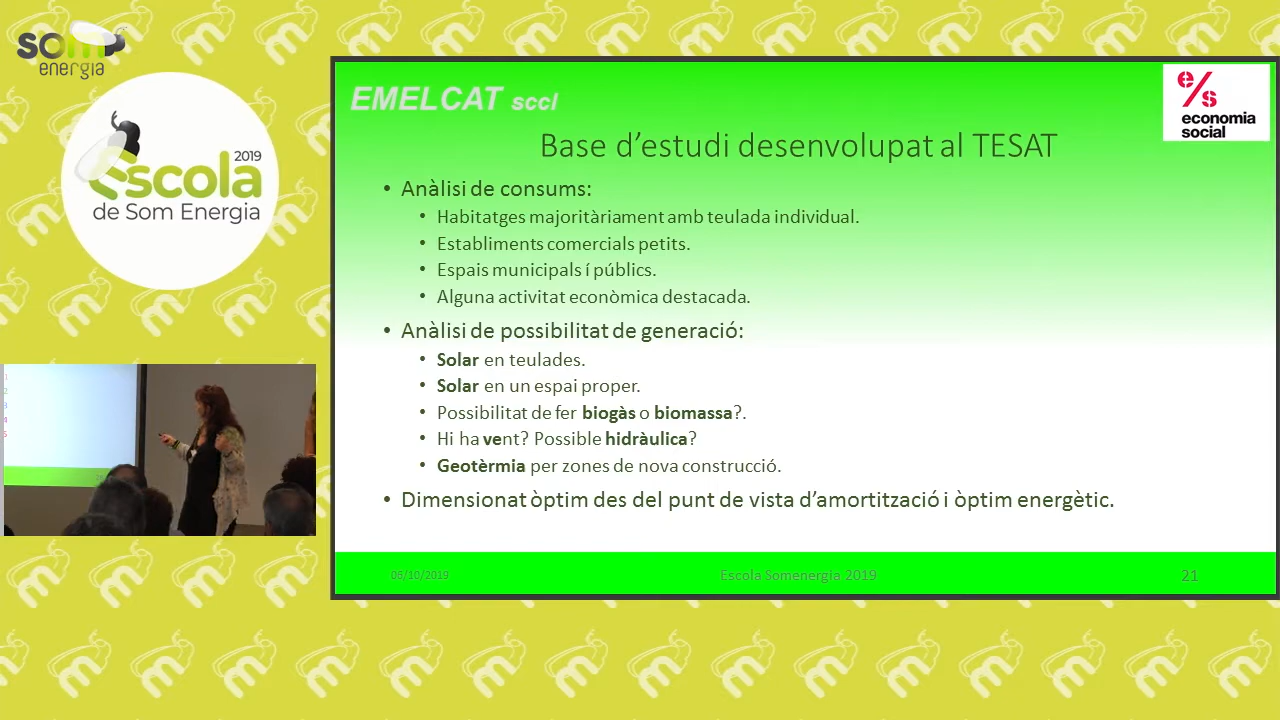 som
energia
2019
Escola
de Som Energia
EMELCAT sccl
e/s
economia
social
Base d’estudi desenvolupat al TESAT
• Anàlisi de consums:
• Habitatges majoritàriament amb teulada individual.
• Establiments comercials petits.
• Espais municipals í públics.
• Alguna activitat econòmica destacada.
• Anàlisi de possibilitat de generació:
• Solar en teulades.
• Solar en un espai proper.
• Possibilitat de fer biogàs o biomassa?.
• Hi ha vent? Possible hidràulica?
• Geotèrmia per zones de nova construcció.
• Dimensionat òptim des del punt de vista d’amortització i òptim energètic.
06/10/2019
Escola Somenergia 2019
21